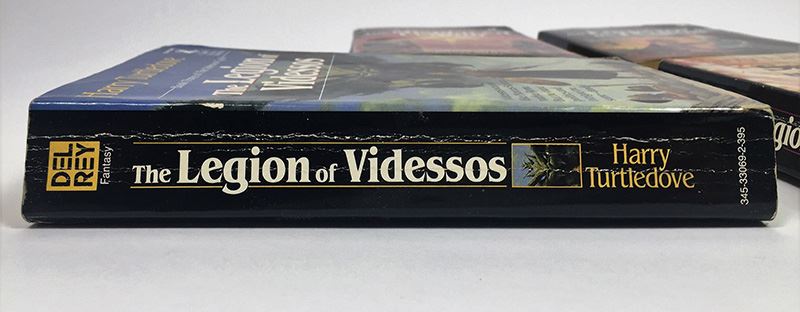 Harry Turtledove
The Legion of
Videssos
DEL
REY
Fantasy
The Legion of Videssos
Harry
Turtledove
345-33069-2-395